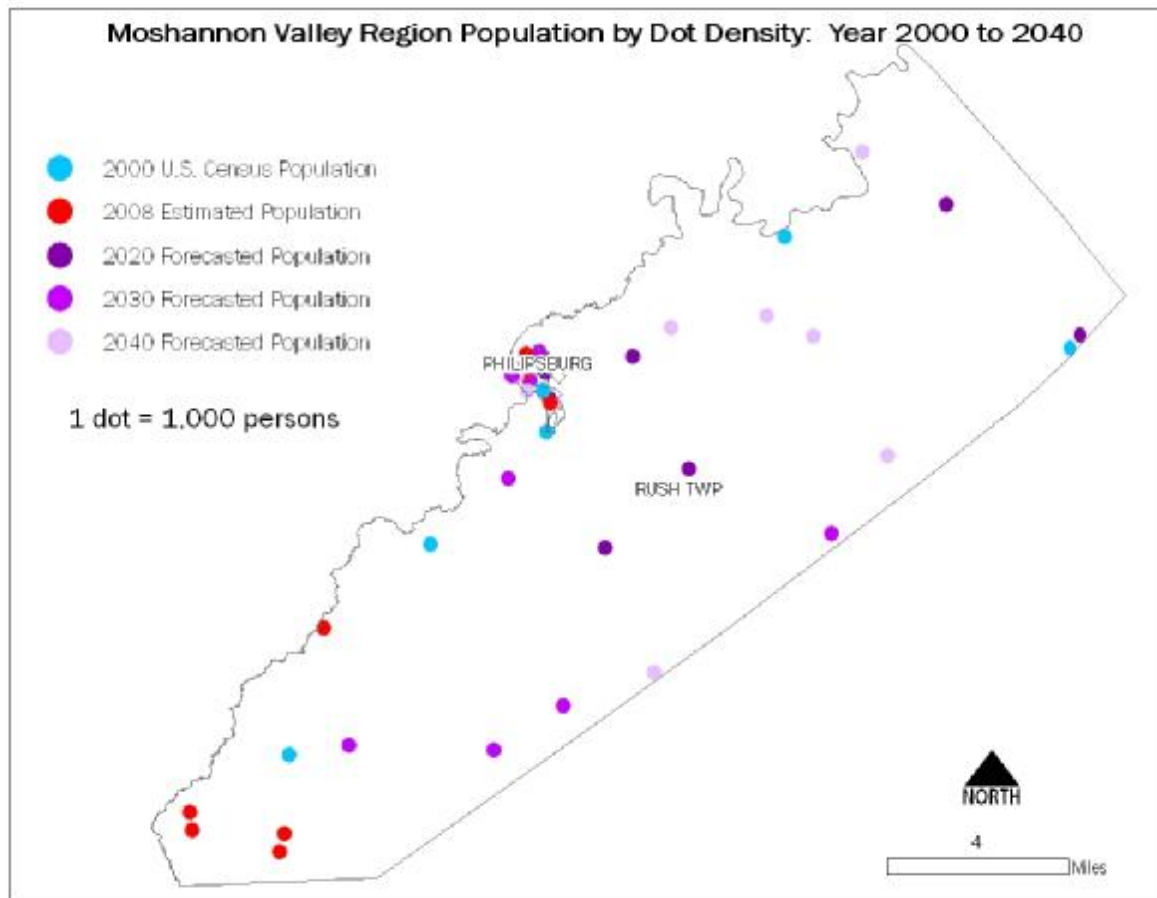 Moshannon Valley Region Population by Dot Density: Year 2000 to 2040
2000 U.S. Census Population
2008 Estimated Population
2020 Forecasted Population
2030 Forecasted Population
2040 Forecasted Population
PHILIPSBURG
1 dot = 1,000 persons
RUSH TWP
NORTH
4
Miles